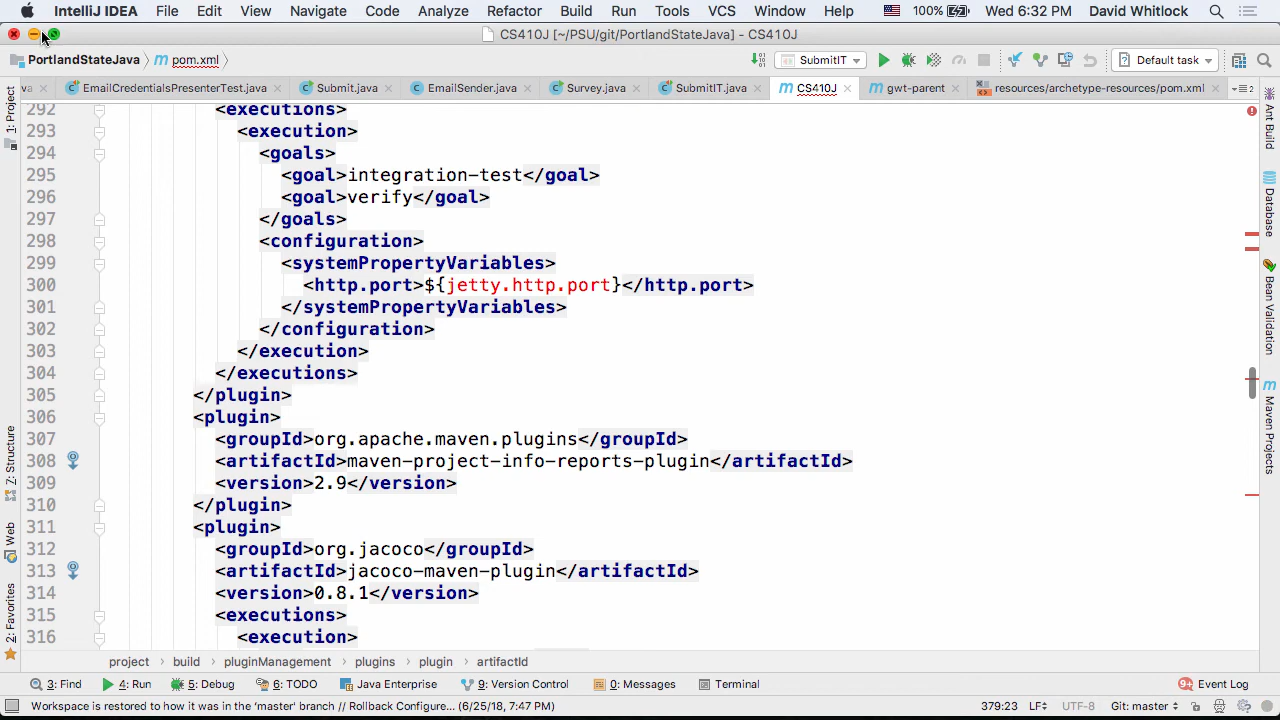 IntelliJ IDEA File Edit View Navigate Code Analyze Refactor Build Run Tools VCS Window Help 100% Wed 6:32 PM David Whitlock
CS410J [~/PSU/git/PortlandStateJava] - CS410J
PortlandStateJava pom.xml SubmitIT Default task
va EmailCredentialsPresenterTest.java Submit.java EmailSender.java Survey.java SubmitIT.java CS410J gwt-parent resources/archetype-resources/pom.xml
1: Project
Z: Structure
Web
2: Favorites
292 <executions>
293 <execution>
294 <goals>
295 <goal>integration-test</goal>
296 <goal>verify</goal>
297 </goals>
298 <configuration>
299 <systemPropertyVariables>
300 <http.port>${jetty.http.port}</http.port>
301 </systemPropertyVariables>
302 </configuration>
303 </execution>
304 </executions>
305 </plugin>
306 <plugin>
307 <groupId>org.apache.maven.plugins</groupId>
308 <artifactId>maven-project-info-reports-plugin</artifactId>
309 <version>2.9</version>
310 </plugin>
311 <plugin>
312 <groupId>org.jacoco</groupId>
313 <artifactId>jacoco-maven-plugin</artifactId>
314 <version>0.8.1</version>
315 <executions>
316 <execution>
Ant Build
Database
Bean Validation
Maven Projects
project build pluginManagement plugins plugin artifactId
3: Find 4: Run 5: Debug 6: TODO Java Enterprise 9: Version Control 0: Messages Terminal 9+ Event Log
Workspace is restored to how it was in the 'master' branch // Rollback Configure... (6/25/18, 7:47 PM) 379:23 LF UTF-8 Git: master